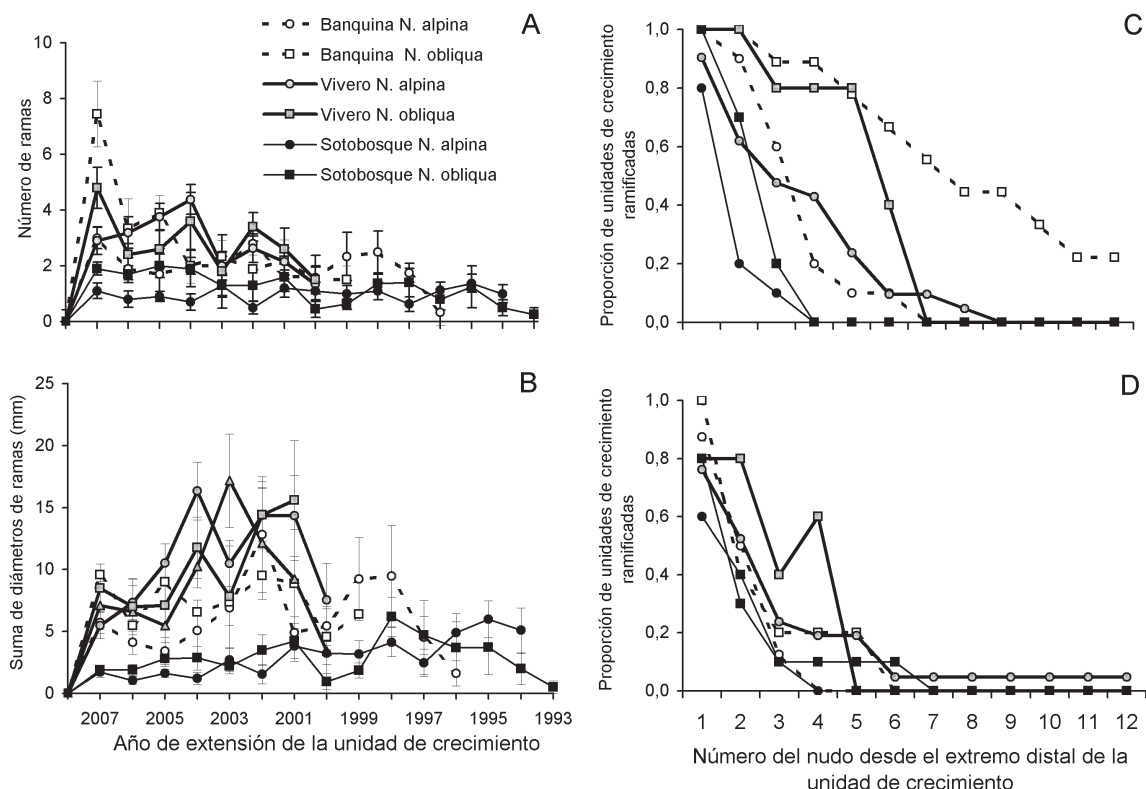 A
Banquina N. alpina
Banquina N. obliqua
Vivero N. alpina
Vivero N. obliqua
Sotobosque N. alpina
Sotobosque N. obliqua
Número de ramas
10
8
6
4
2
0
B
Suma de diámetros de ramas (mm)
25
20
15
10
5
0
2007 2005 2003 2001 1999 1997 1995 1993
Año de extensión de la unidad de crecimiento
C
Proporción de unidades de crecimiento
ramificadas
1,0
0,8
0,6
0,4
0,2
0,0
D
Proporción de unidades de crecimiento
ramificadas
1,0
0,8
0,6
0,4
0,2
0,0
1 2 3 4 5 6 7 8 9 10 11 12
Número del nudo desde el extremo distal de la
unidad de crecimiento